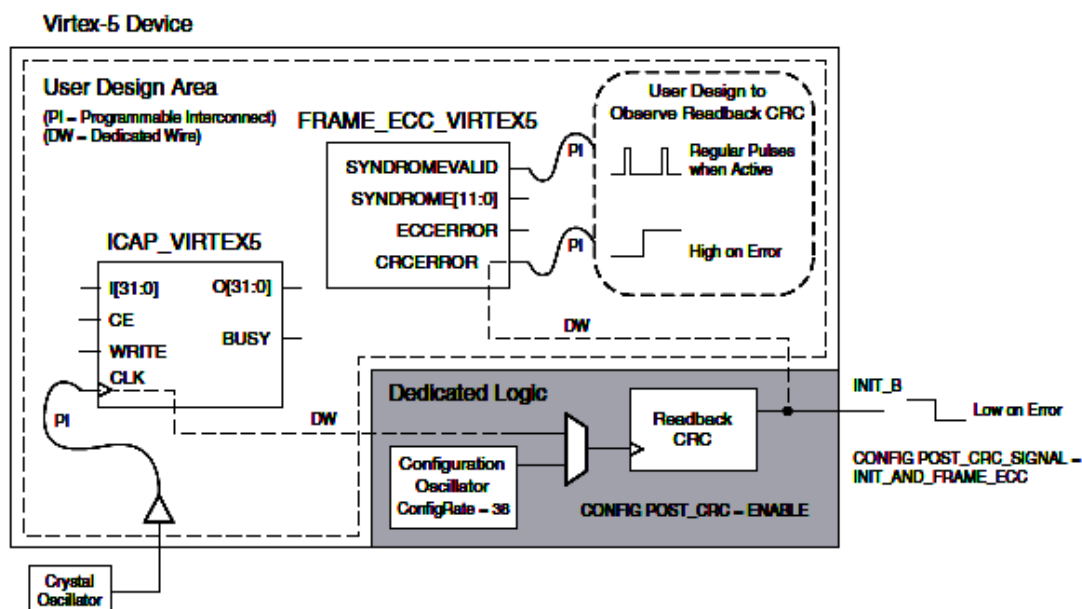 Virtex-5 Device
User Design Area
(PI – Programmable Interconnect)
(DW – Dedicated Wire)
FRAME_ECC_VIRTEX5
SYNDROMEVALID
SYNDROME[11:0]
ECCERROR
CRCERROR
PI
PI
User Design to
Observe Readback CRC
Regular Pulses
when Active
High on Error
ICAP_VIRTEX5
I[31:0]
O[31:0]
CE
WRITE
BUSY
CLK
PI
DW
DW
Dedicated Logic
Readback
CRC
Configuration
Oscillator
ConfigRate – 38
CONFIG POST_CRC – ENABLE
INIT_B
Low on Error
CONFIG POST_CRC_SIGNAL –
INIT_AND_FRAME_ECC
Crystal
Oscillator